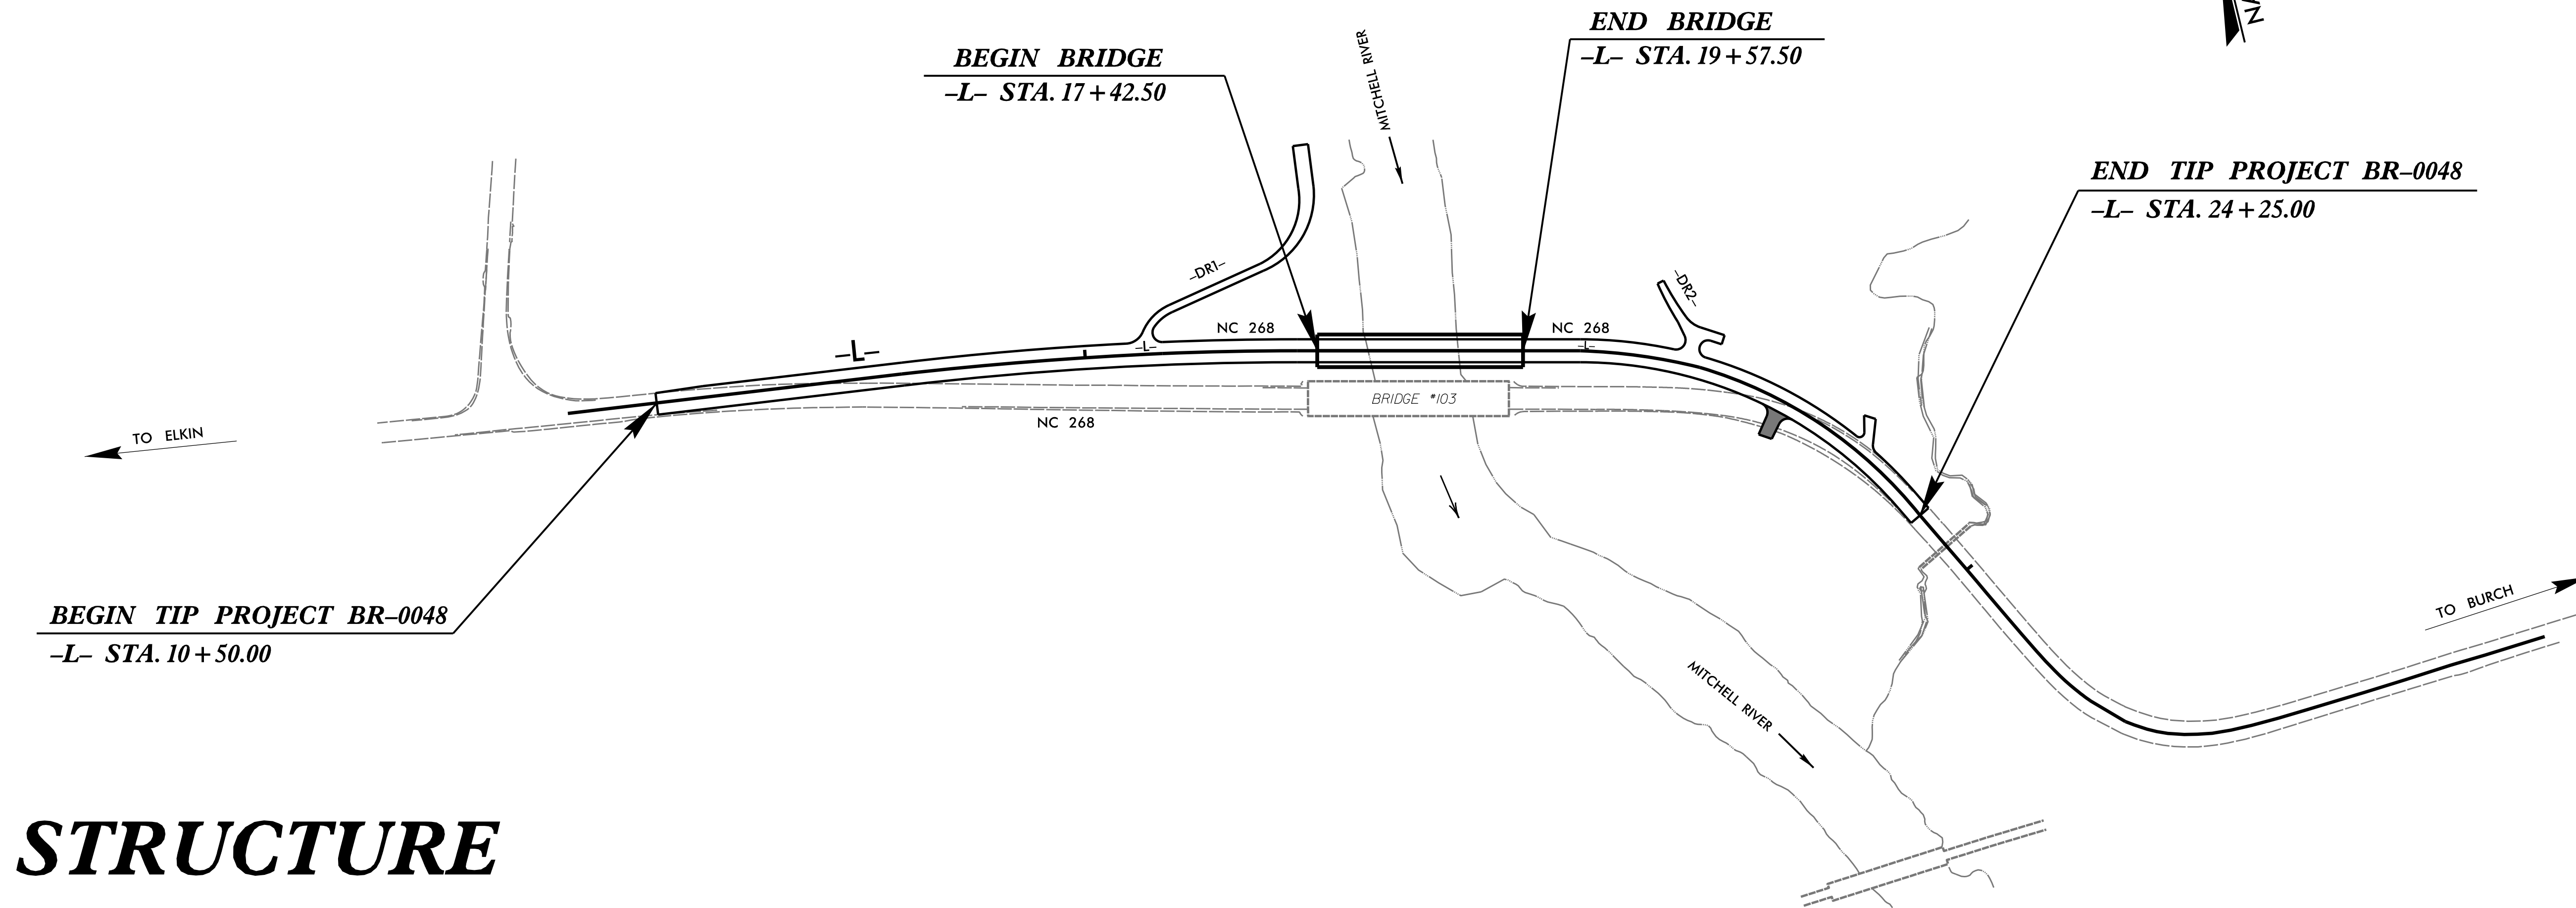 END BRIDGE
–L– STA. 19+57.50
BEGIN BRIDGE
–L– STA. 17+42.50
MITCHELL RIVER
END TIP PROJECT BR–0048
–L– STA. 24+25.00
–DR1–
–DR2–
NC 268
NC 268
–L–
–L–
–L–
BRIDGE #103
NC 268
TO ELKIN
BEGIN TIP PROJECT BR–0048
–L– STA. 10+50.00
TO BURCH
MITCHELL RIVER
STRUCTURE